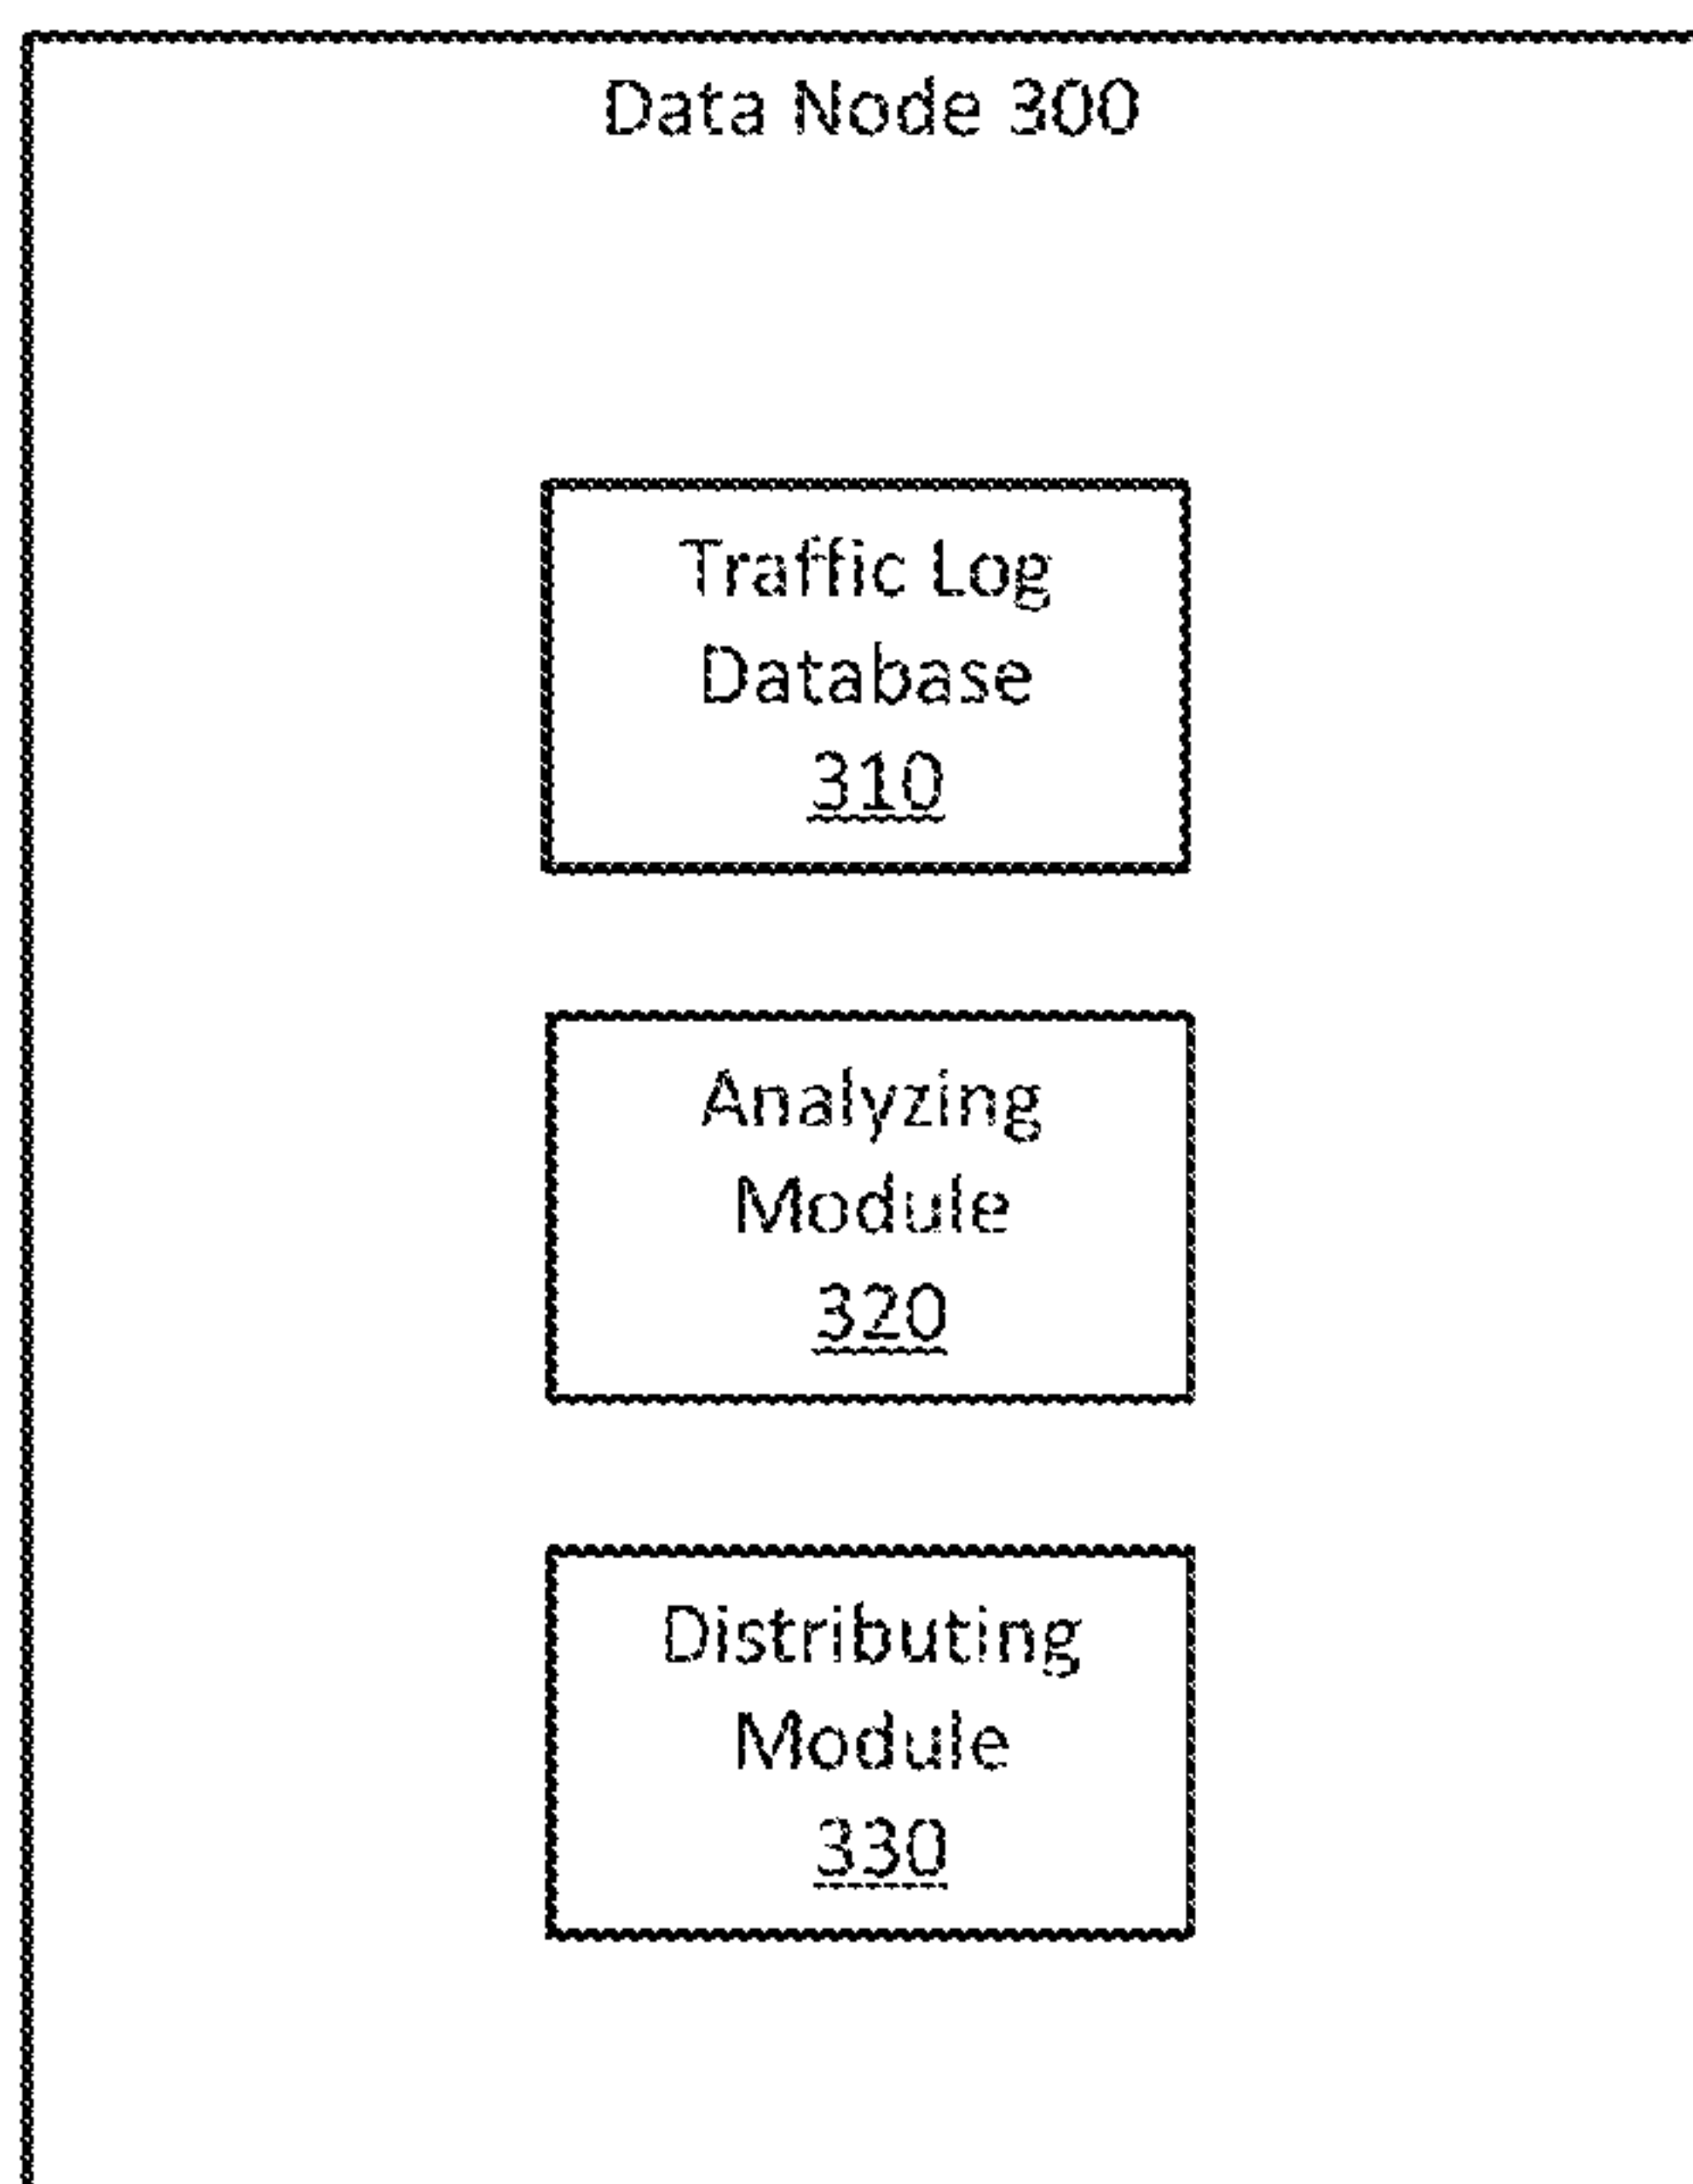 Data Node 300
Traffic Log
Database
310
Analyzing
Module
320
Distributing
Module
330